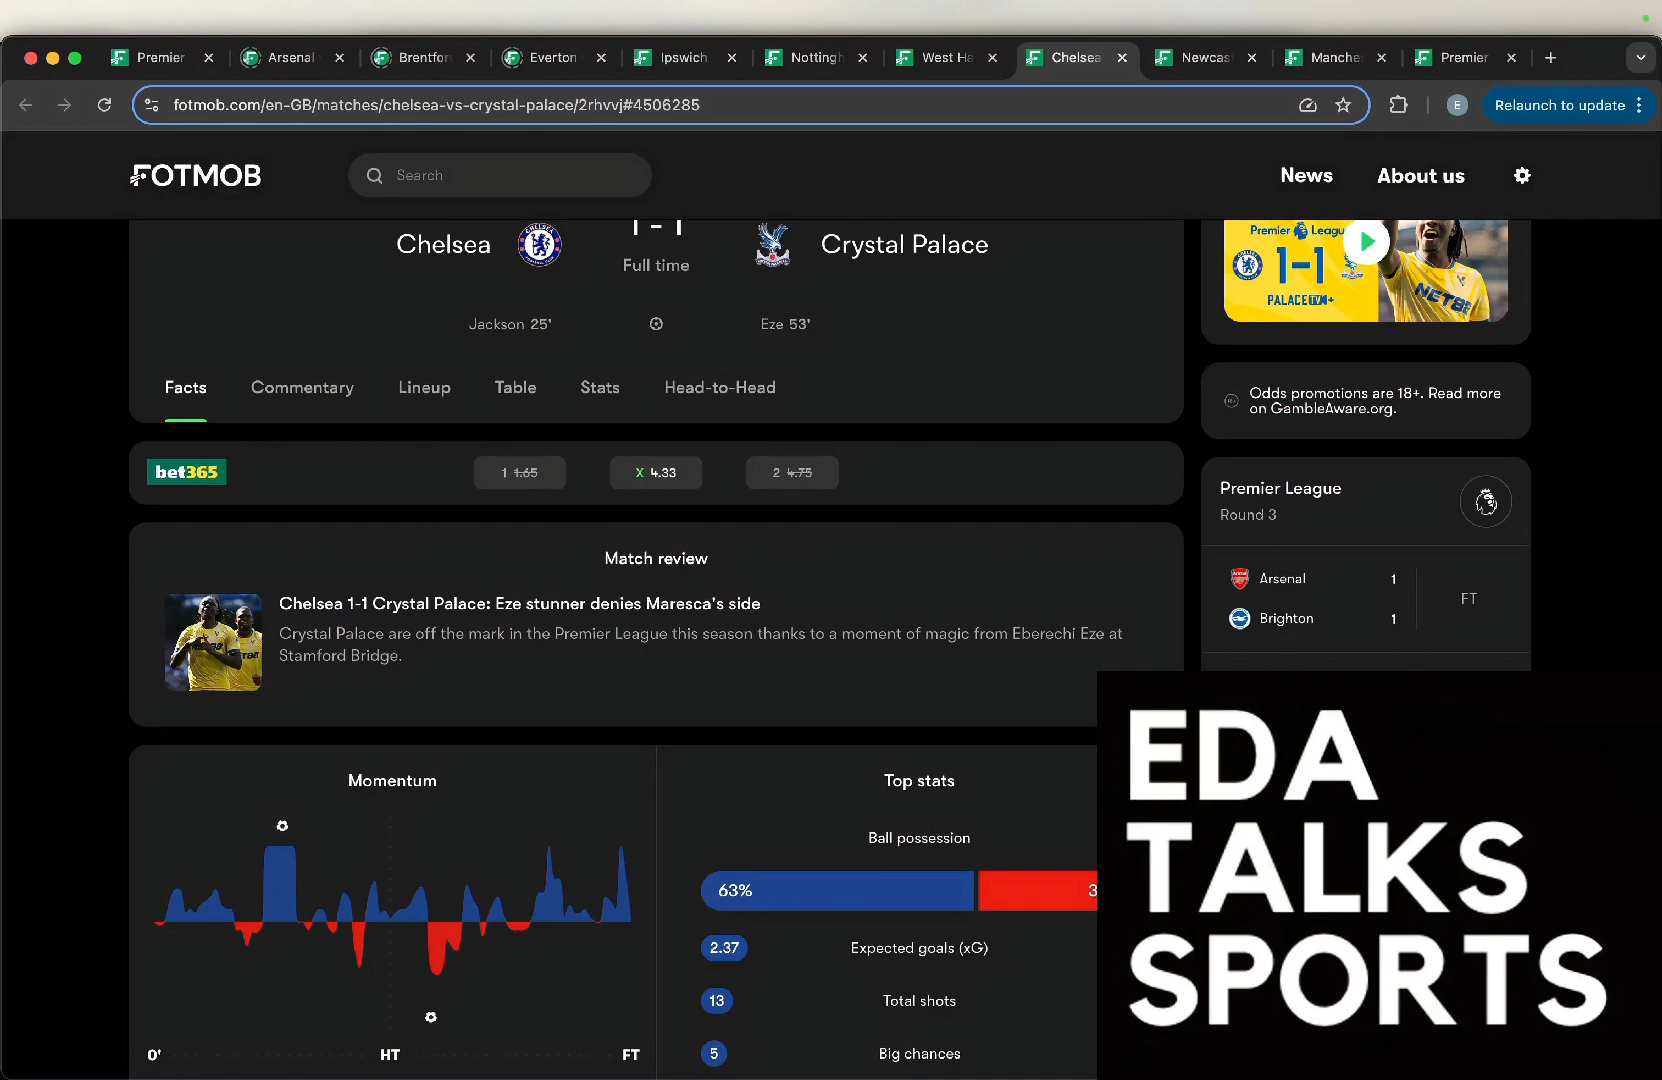 Premier
Arsenal
Brentfor
Everton
Ipswich
Nottingh
West Ha
Chelsea
Newcas
Manches
Premier
fotmob.com/en-GB/matches/chelsea-vs-crystal-palace/2rhvvj#4506285
E
Relaunch to update
FOTMOB
Search
News
About us
Chelsea
1 - 1
Crystal Palace
Full time
Jackson 25'
Eze 53'
Facts
Commentary
Lineup
Table
Stats
Head-to-Head
bet365
1 1.65
X 4.33
2 4.75
Match review
Chelsea 1-1 Crystal Palace: Eze stunner denies Maresca's side
Crystal Palace are off the mark in the Premier League this season thanks to a moment of magic from Eberechi Eze at
Stamford Bridge.
Momentum
0'
HT
FT
Top stats
Ball possession
63%
3
2.37
Expected goals (xG)
13
Total shots
5
Big chances
Premier League
1-1
PALACETV+
NET88
Odds promotions are 18+. Read more
on GambleAware.org.
Premier League
Round 3
Arsenal
1
FT
Brighton
1
EDA
TALKS
SPORTS